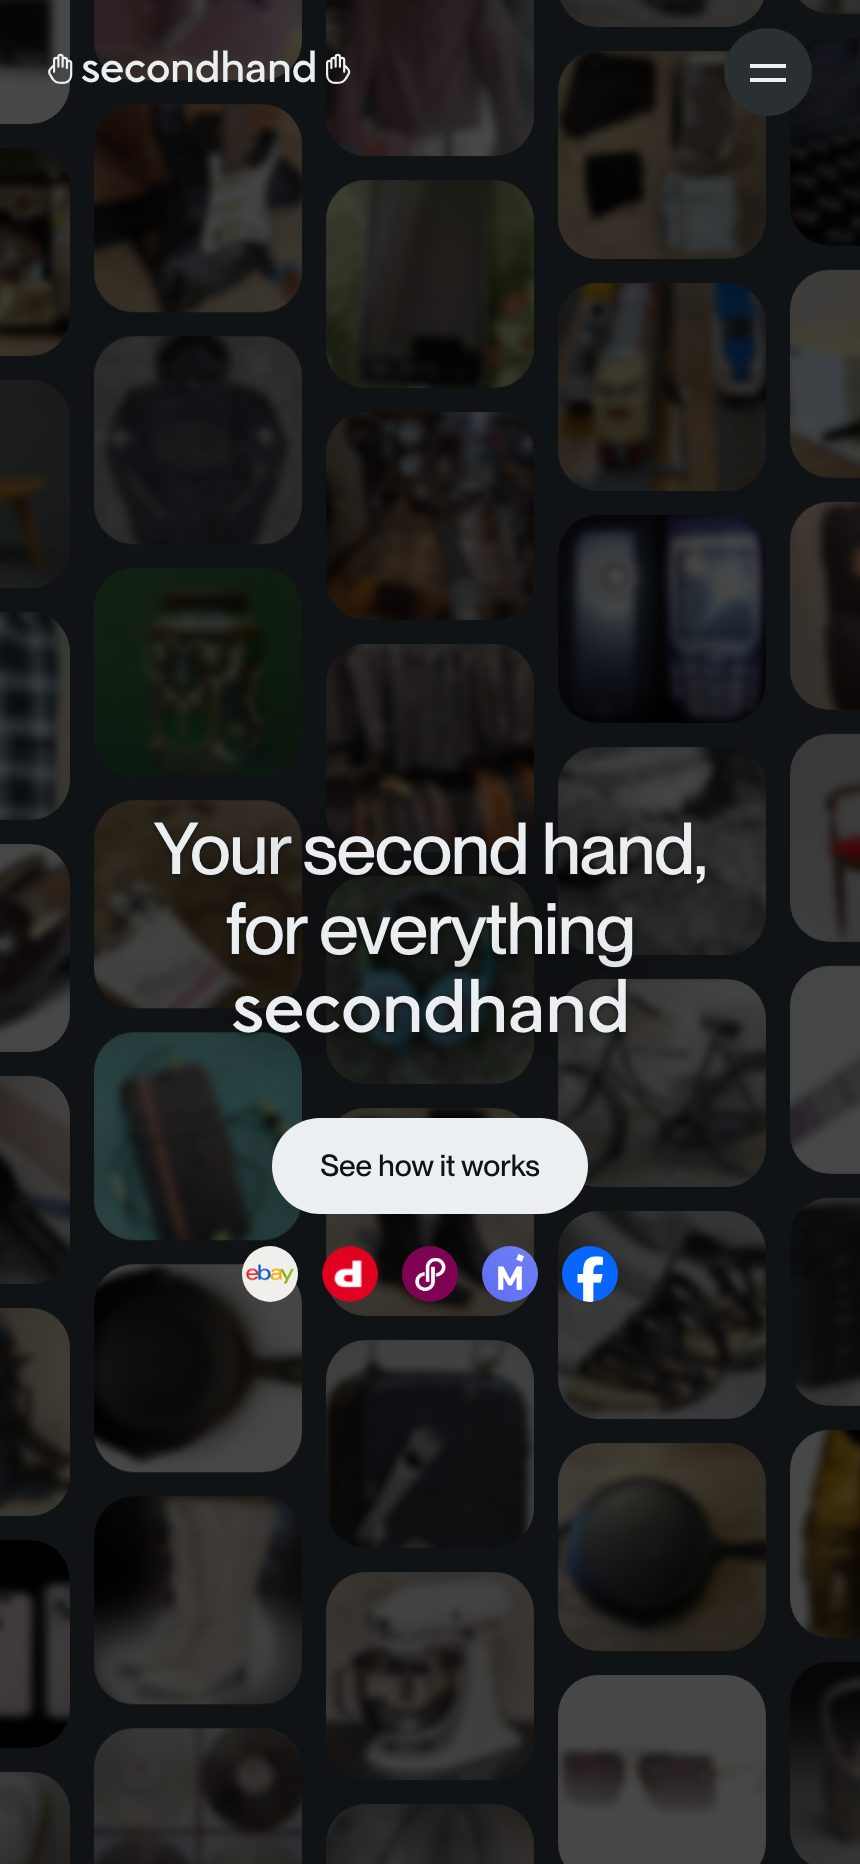 secondhand
Your second hand,
for everything
secondhand
See how it works
ebay